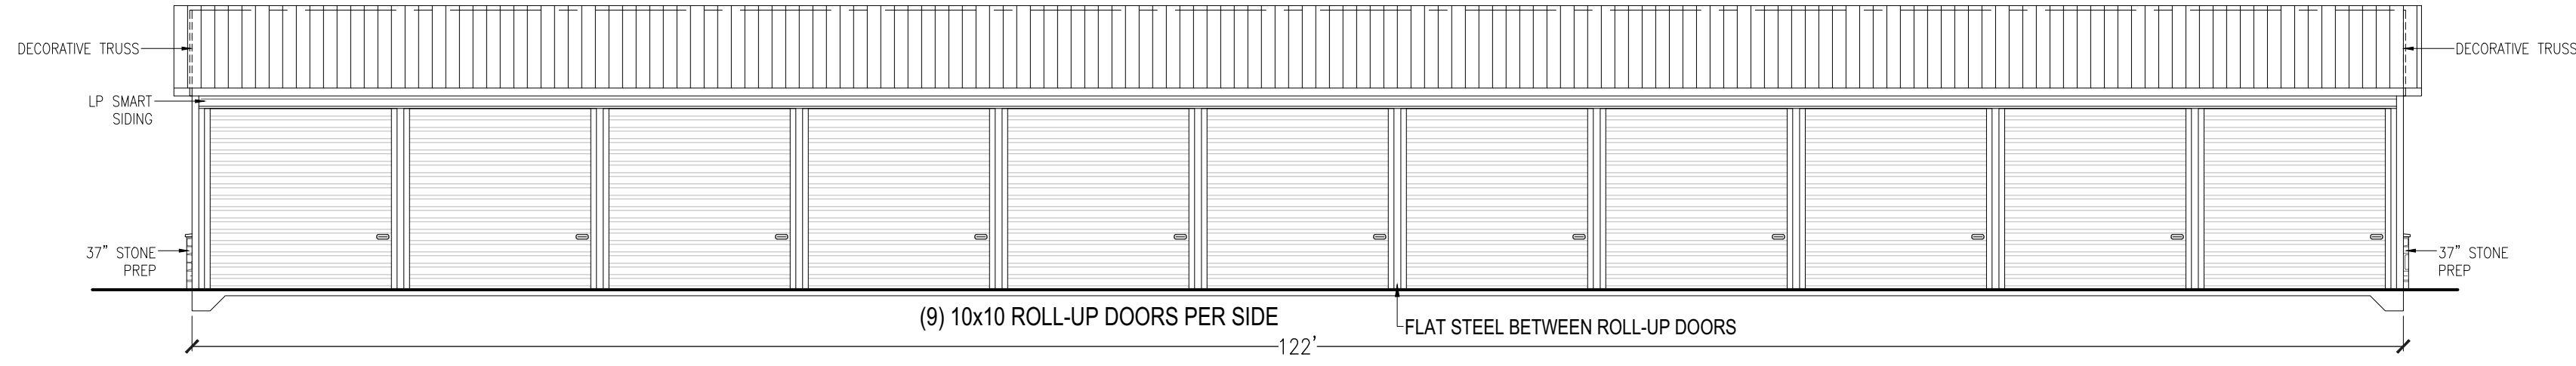 DECORATIVE TRUSS
DECORATIVE TRUSS
LP SMART
SIDING
37" STONE
PREP
37" STONE
PREP
(9) 10x10 ROLL-UP DOORS PER SIDE
FLAT STEEL BETWEEN ROLL-UP DOORS
122'